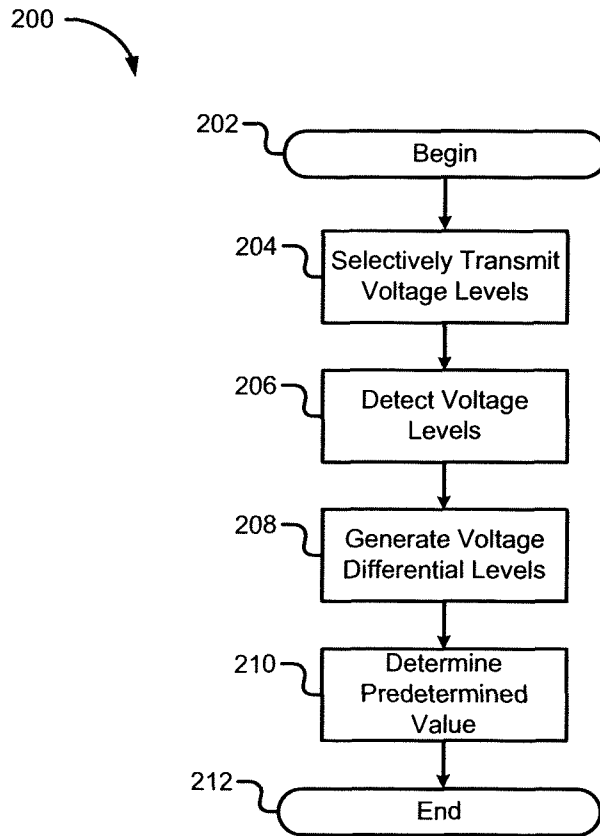 200
202
Begin
204
Selectively Transmit
Voltage Levels
206
Detect Voltage
Levels
208
Generate Voltage
Differential Levels
210
Determine
Predetermined
Value
212
End